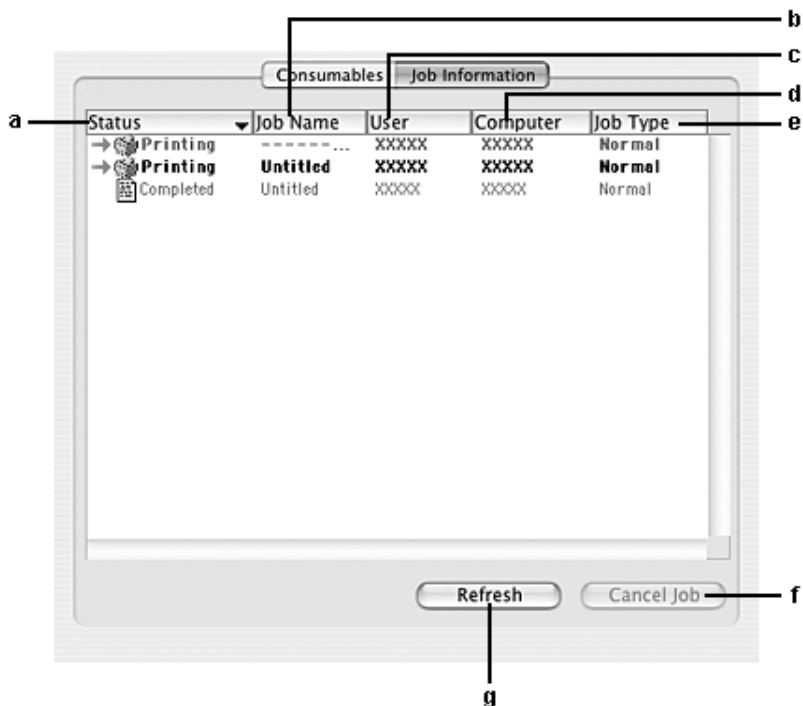 b
c
Consumables Job Information
d
a Status Job Name User Computer Job Type e
Printing ------... XXXXX XXXXX Normal
Printing Untitled XXXXX XXXXX Normal
Completed Untitled XXXXX XXXXX Normal
Refresh Cancel Job f
g